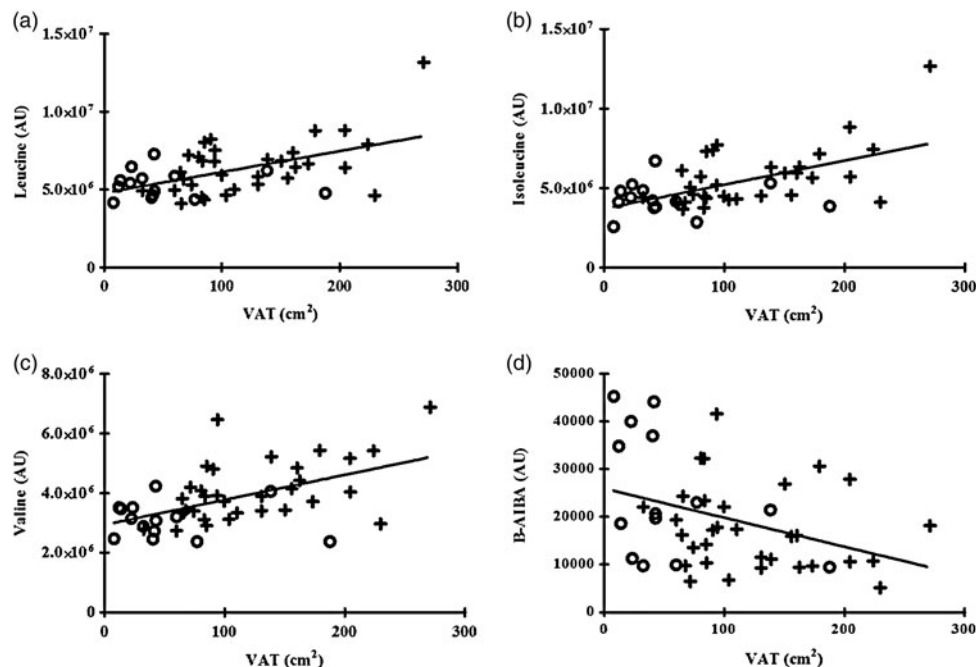 (a)
1.5×10⁷
1.0×10⁷
5.0×10⁶
0
Leucine (AU)
0 100 200 300
VAT (cm²)
(b)
1.5×10⁷
1.0×10⁷
5.0×10⁶
0
Isoleucine (AU)
0 100 200 300
VAT (cm²)
(c)
8.0×10⁶
6.0×10⁶
4.0×10⁶
2.0×10⁶
0
Valine (AU)
0 100 200 300
VAT (cm²)
(d)
50000
40000
30000
20000
10000
0
B-AIBA (AU)
0 100 200 300
VAT (cm²)